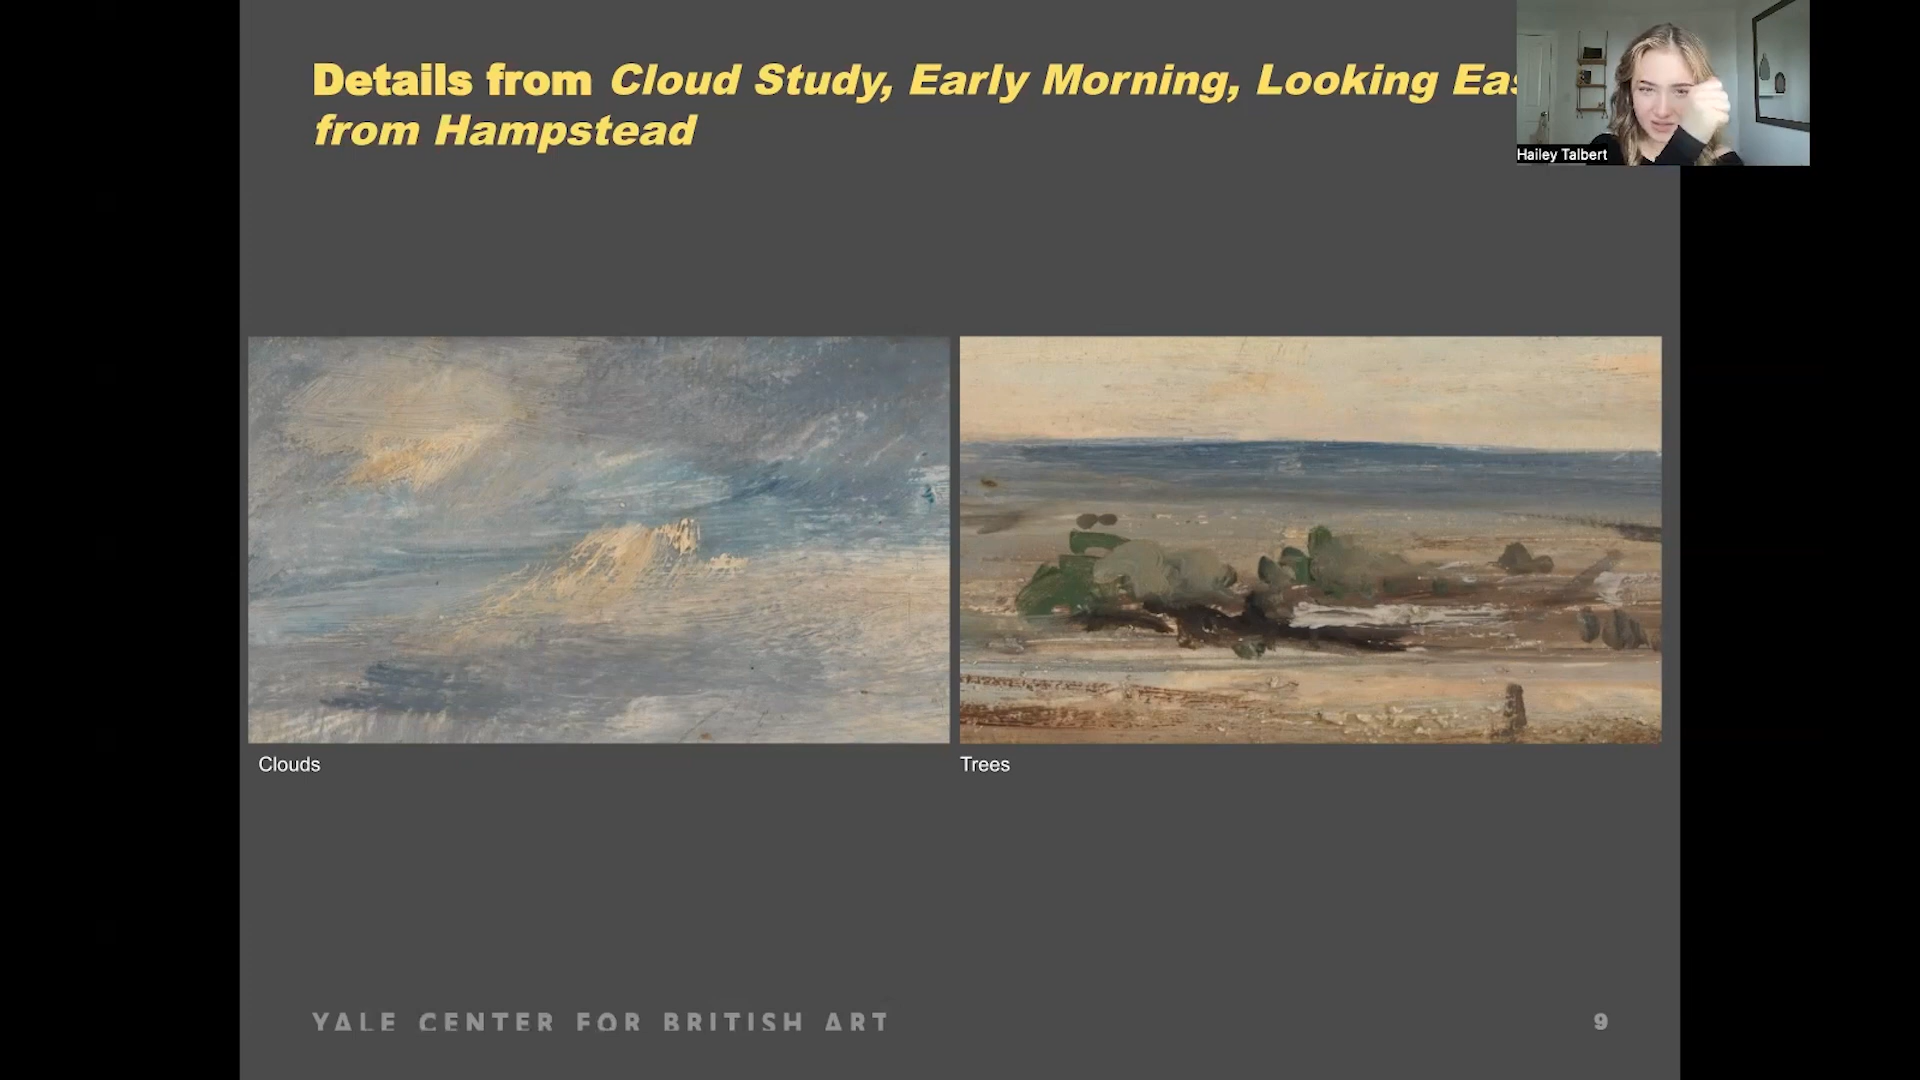 Details from Cloud Study, Early Morning, Looking Eas
from Hampstead
Hailey Talbert
Clouds
Trees
YALE CENTER FOR BRITISH ART
9